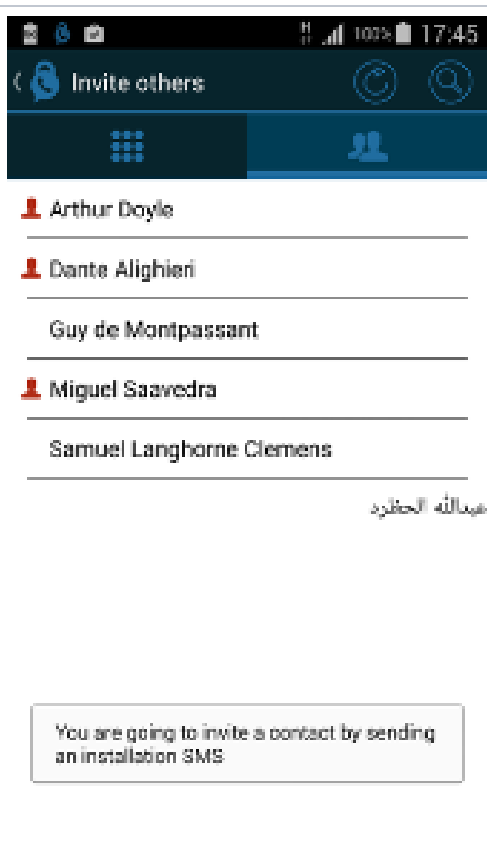 H 100% 17:45
Invite others
Arthur Doyle
Dante Alighieri
Guy de Montpassant
Miguel Saavedra
Samuel Langhorne Clemens
عبدالله
You are going to invite a contact by sending
an installation SMS